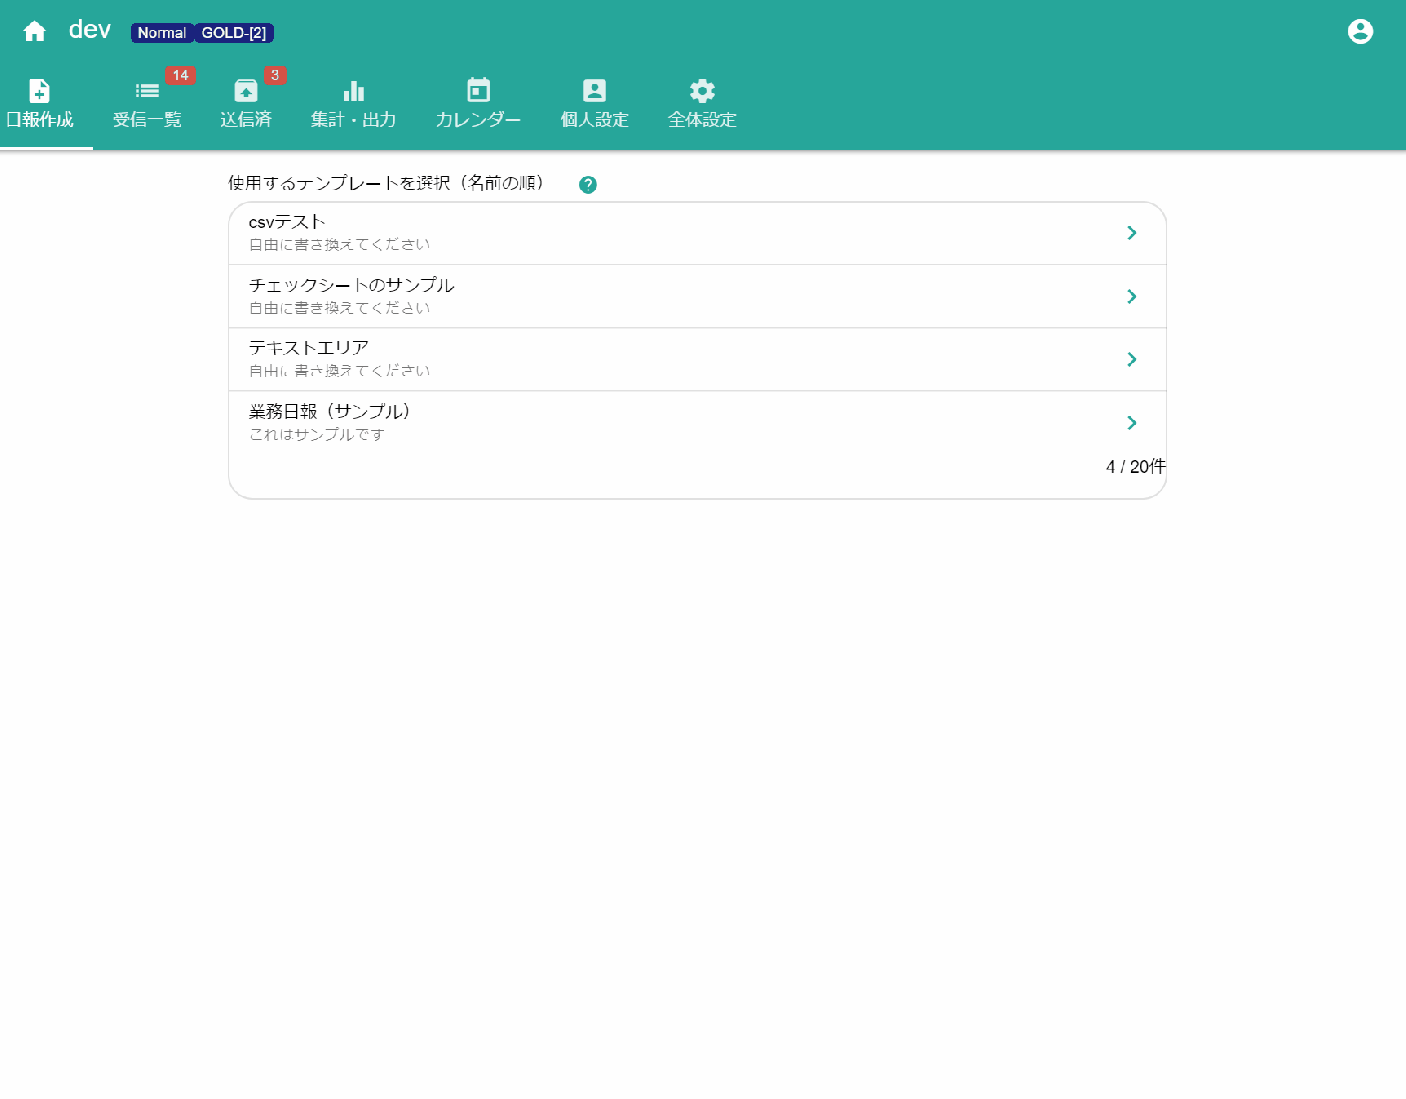 dev Normal GOLD-[2]
14 3
日報作成 受信一覧 送信済 集計・出力 カレンダー 個人設定 全体設定
使用するテンプレートを選択（名前の順） ?
csvテスト
自由に書き換えてください
チェックシートのサンプル
自由に書き換えてください
テキストエリア
自由に書き換えてください
業務日報（サンプル）
これはサンプルです
4 / 20件